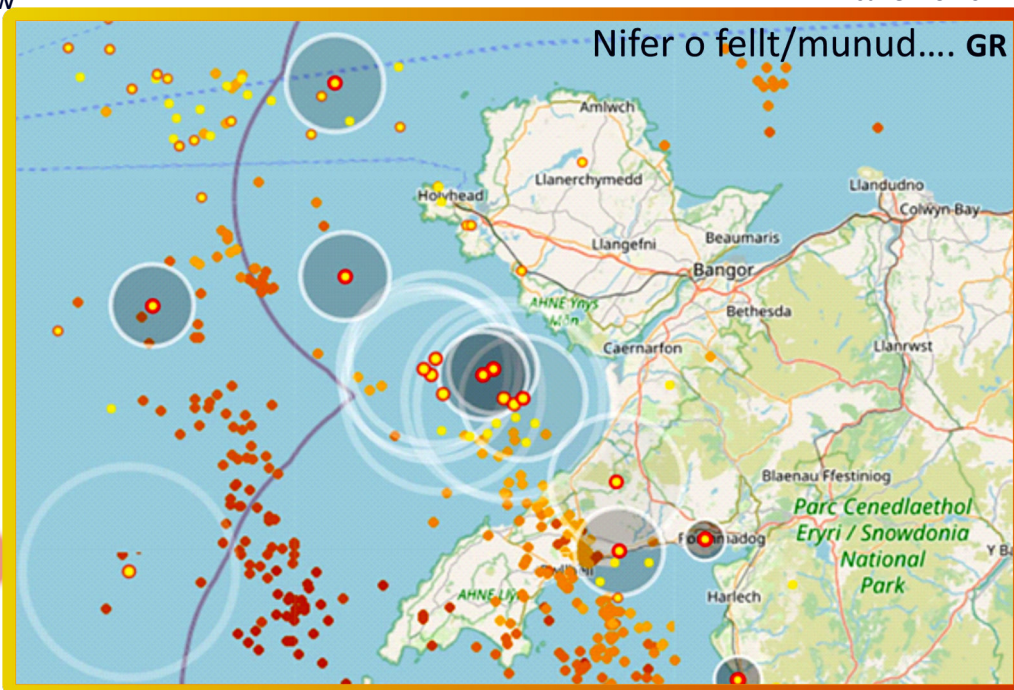 Nifer o fellt/munud.... GR
Amlwch
Llanerchymedd
Holyhead
Llandudno
Colwyn Bay
Llangefni
Beaumaris
Bangor
AHNE Ynys
Môn
Bethesda
Caernarfon
Llanrwst
Blaenau Ffestiniog
Parc Cenedlaethol
Eryri / Snowdonia
National
Park
AHNE Llŷn
Harlech